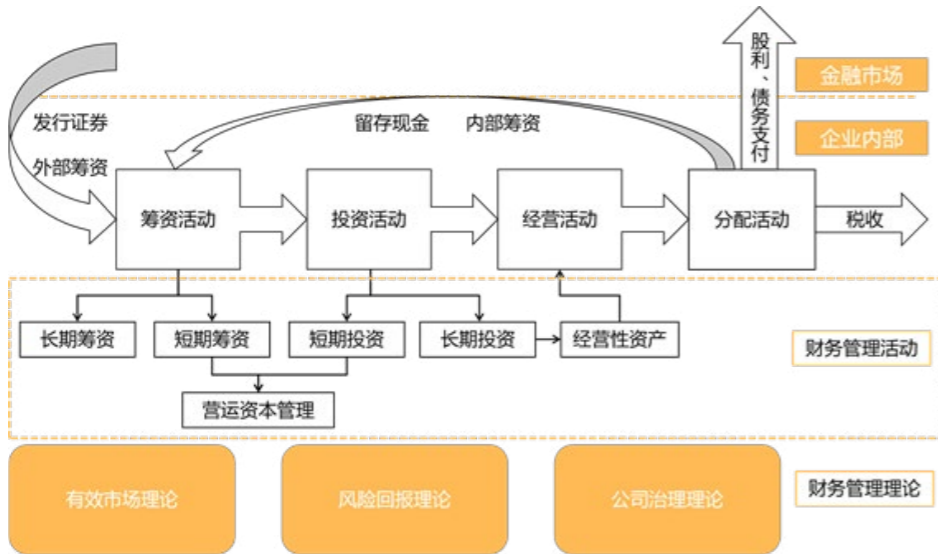 股利、债务支付
金融市场
发行证券
留存现金
内部筹资
企业内部
外部筹资
筹资活动
投资活动
经营活动
分配活动
税收
长期筹资
短期筹资
短期投资
长期投资
经营性资产
财务管理活动
营运资本管理
有效市场理论
风险回报理论
公司治理理论
财务管理理论